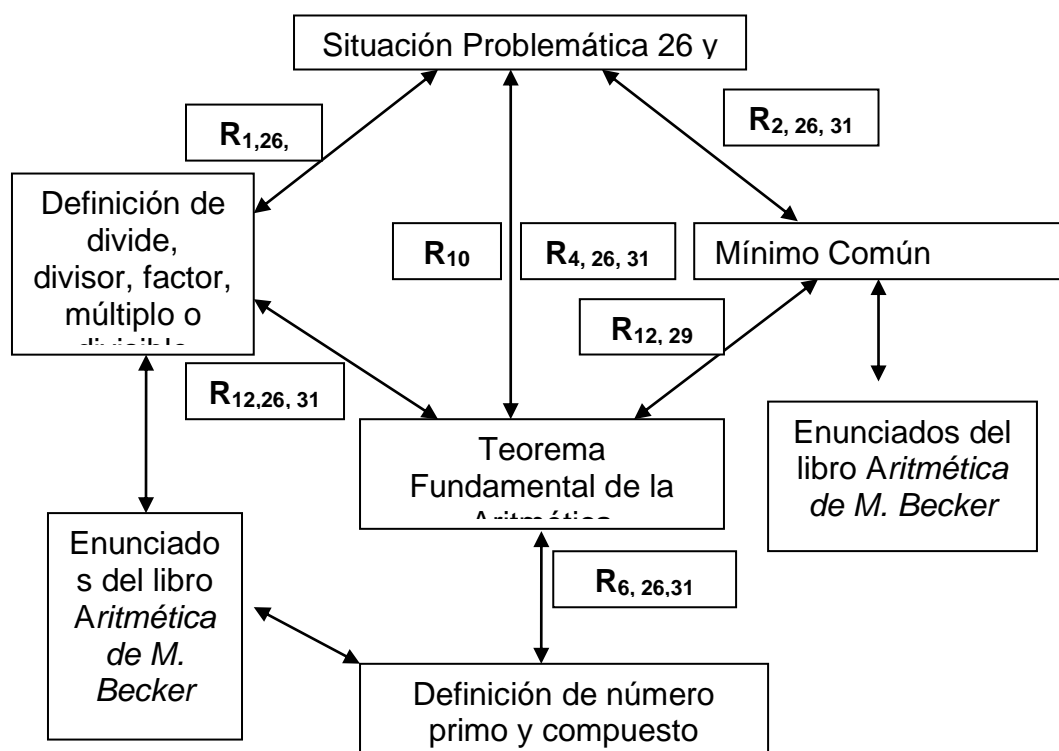 Situación Problemática 26 y
R1,26,
R2, 26, 31
Definición de
divide,
divisor, factor,
múltiplo o
divisible
R10
R4, 26, 31
Mínimo Común
R12, 29
R12,26, 31
Teorema
Fundamental de la
Aritmética
Enunciados del
libro Aritmética
de M. Becker
Enunciado
s del libro
Aritmética
de M.
Becker
R6, 26,31
Definición de número
primo y compuesto